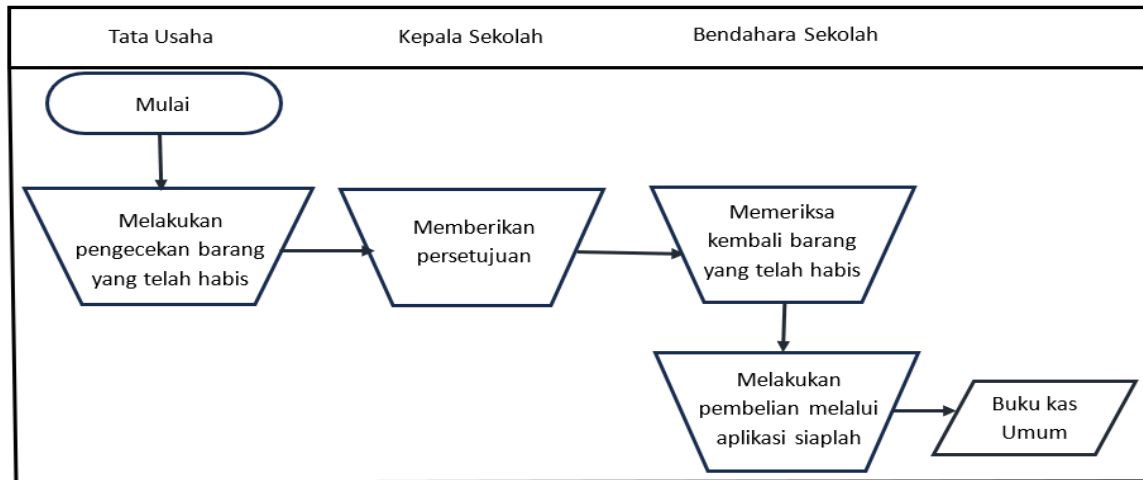 Tata Usaha
Kepala Sekolah
Bendahara Sekolah
Mulai
Melakukan
pengecekan barang
yang telah habis
Memberikan
persetujuan
Memeriksa
kembali barang
yang telah habis
Melakukan
pembelian melalui
aplikasi siaplah
Buku kas
Umum